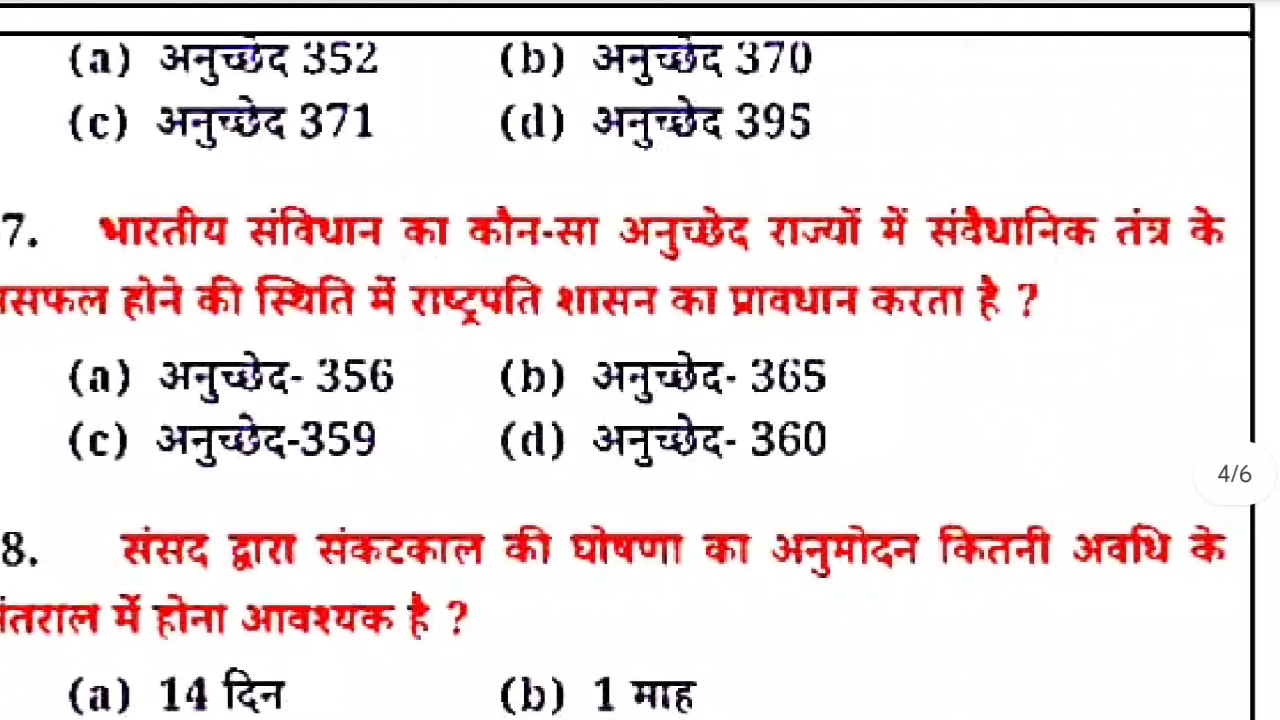 (a) अनुच्छेद 352 (b) अनुच्छेद 370
(c) अनुच्छेद 371 (d) अनुच्छेद 395
7. भारतीय संविधान का कौन-सा अनुच्छेद राज्यों में संवैधानिक तंत्र के
सफल होने की स्थिति में राष्ट्रपति शासन का प्रावधान करता है ?
(a) अनुच्छेद- 356 (b) अनुच्छेद- 365
(c) अनुच्छेद-359 (d) अनुच्छेद- 360
4/6
8. संसद द्वारा संकटकाल की घोषणा का अनुमोदन कितनी अवधि के
तराल में होना आवश्यक है ?
(a) 14 दिन (b) 1 माह